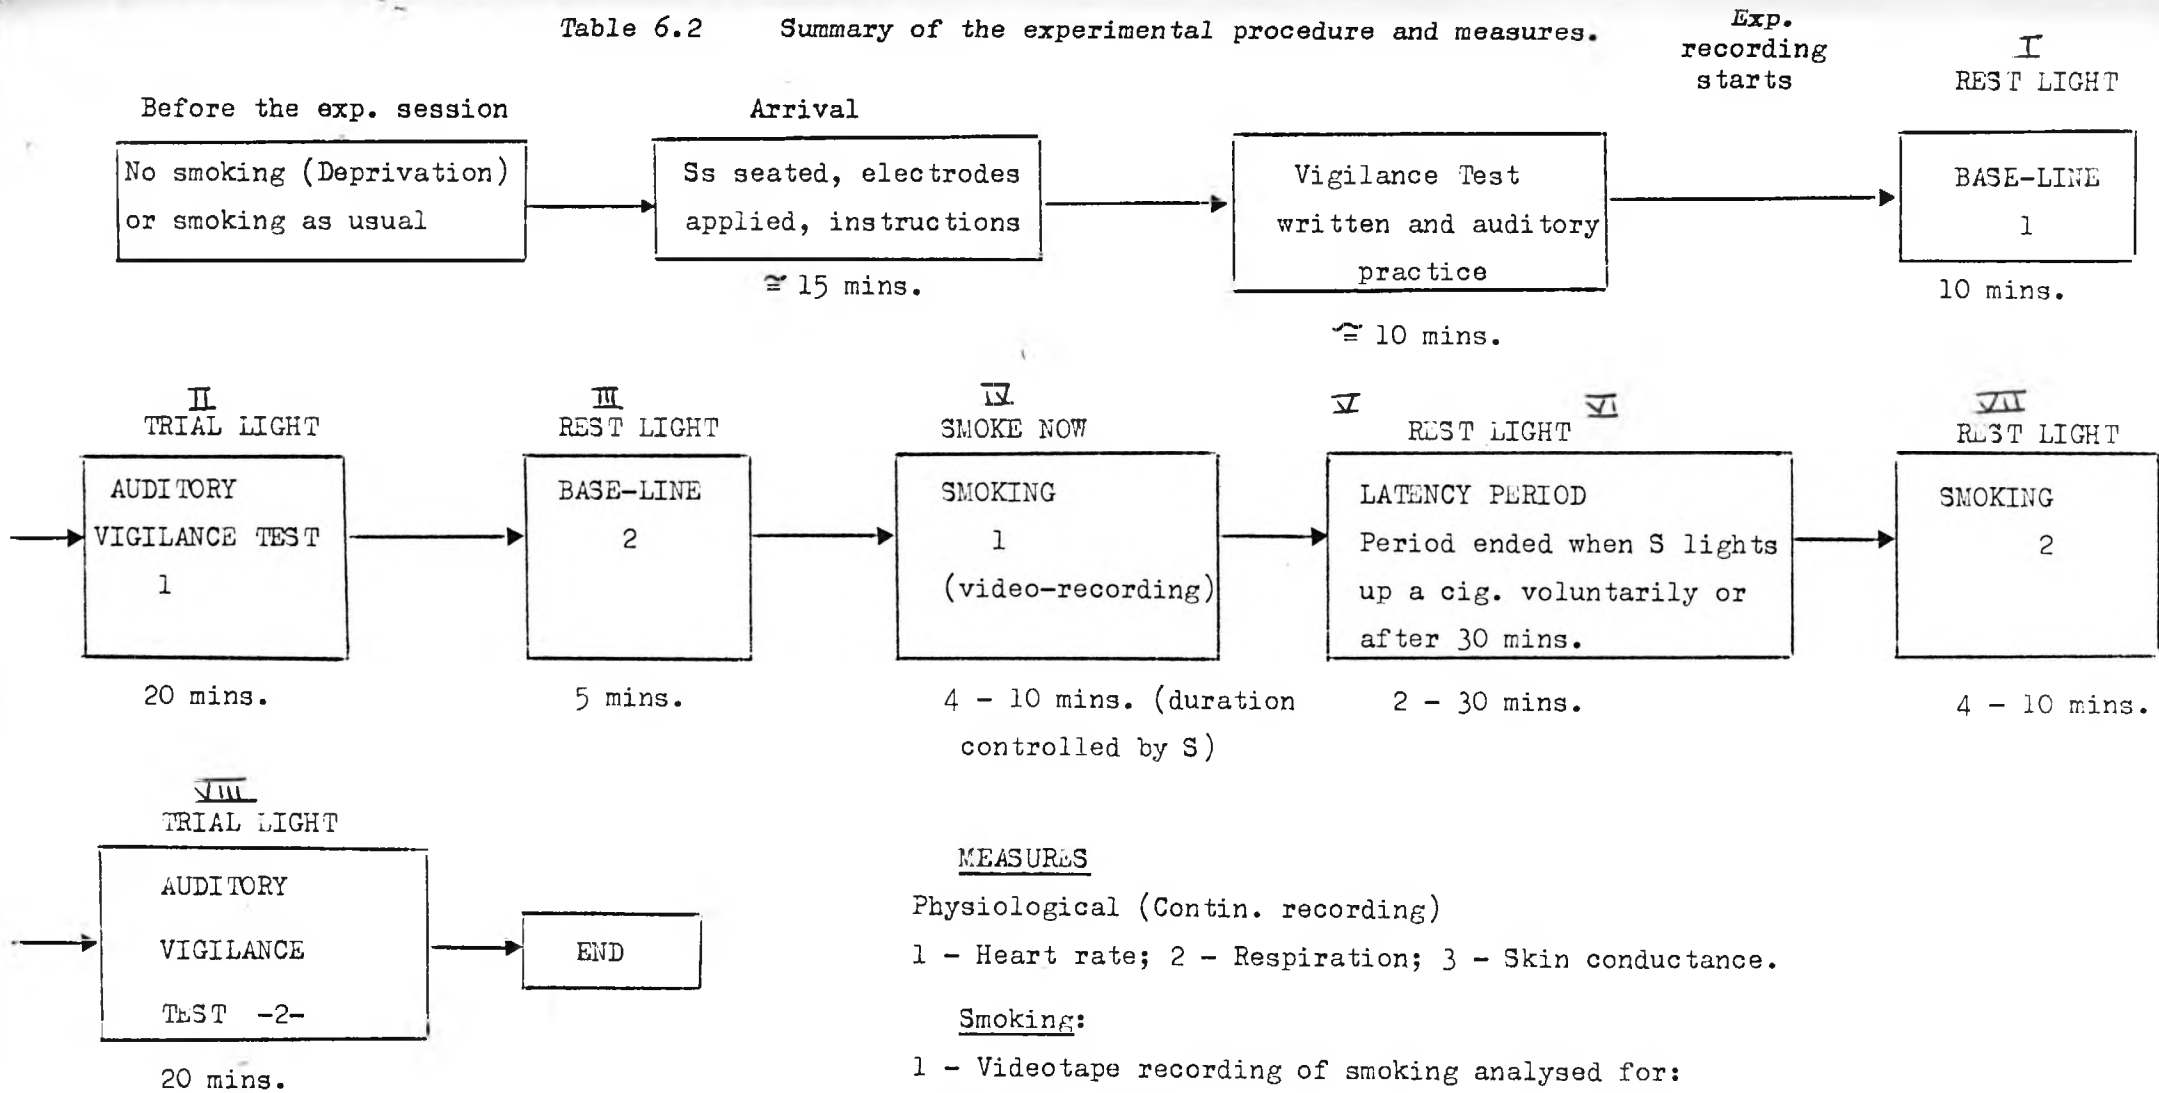 Table 6.2 Summary of the experimental procedure and measures.
Exp.
recording
starts
I
REST LIGHT
Before the exp. session
No smoking (Deprivation)
or smoking as usual
Arrival
Ss seated, electrodes
applied, instructions
≅ 15 mins.
Vigilance Test
written and auditory
practice
≅ 10 mins.
BASE-LINE
1
10 mins.
II
TRIAL LIGHT
AUDITORY
VIGILANCE TEST
1
20 mins.
III
REST LIGHT
BASE-LINE
2
5 mins.
IV
SMOKE NOW
SMOKING
1
(video-recording)
4 - 10 mins. (duration
controlled by S)
V VI
REST LIGHT
LATENCY PERIOD
Period ended when S lights
up a cig. voluntarily or
after 30 mins.
2 - 30 mins.
VII
REST LIGHT
SMOKING
2
4 - 10 mins.
VIII
TRIAL LIGHT
AUDITORY
VIGILANCE
TEST -2-
20 mins.
END
MEASURES
Physiological (Contin. recording)
1 - Heart rate; 2 - Respiration; 3 - Skin conductance.
Smoking:
1 - Videotape recording of smoking analysed for: